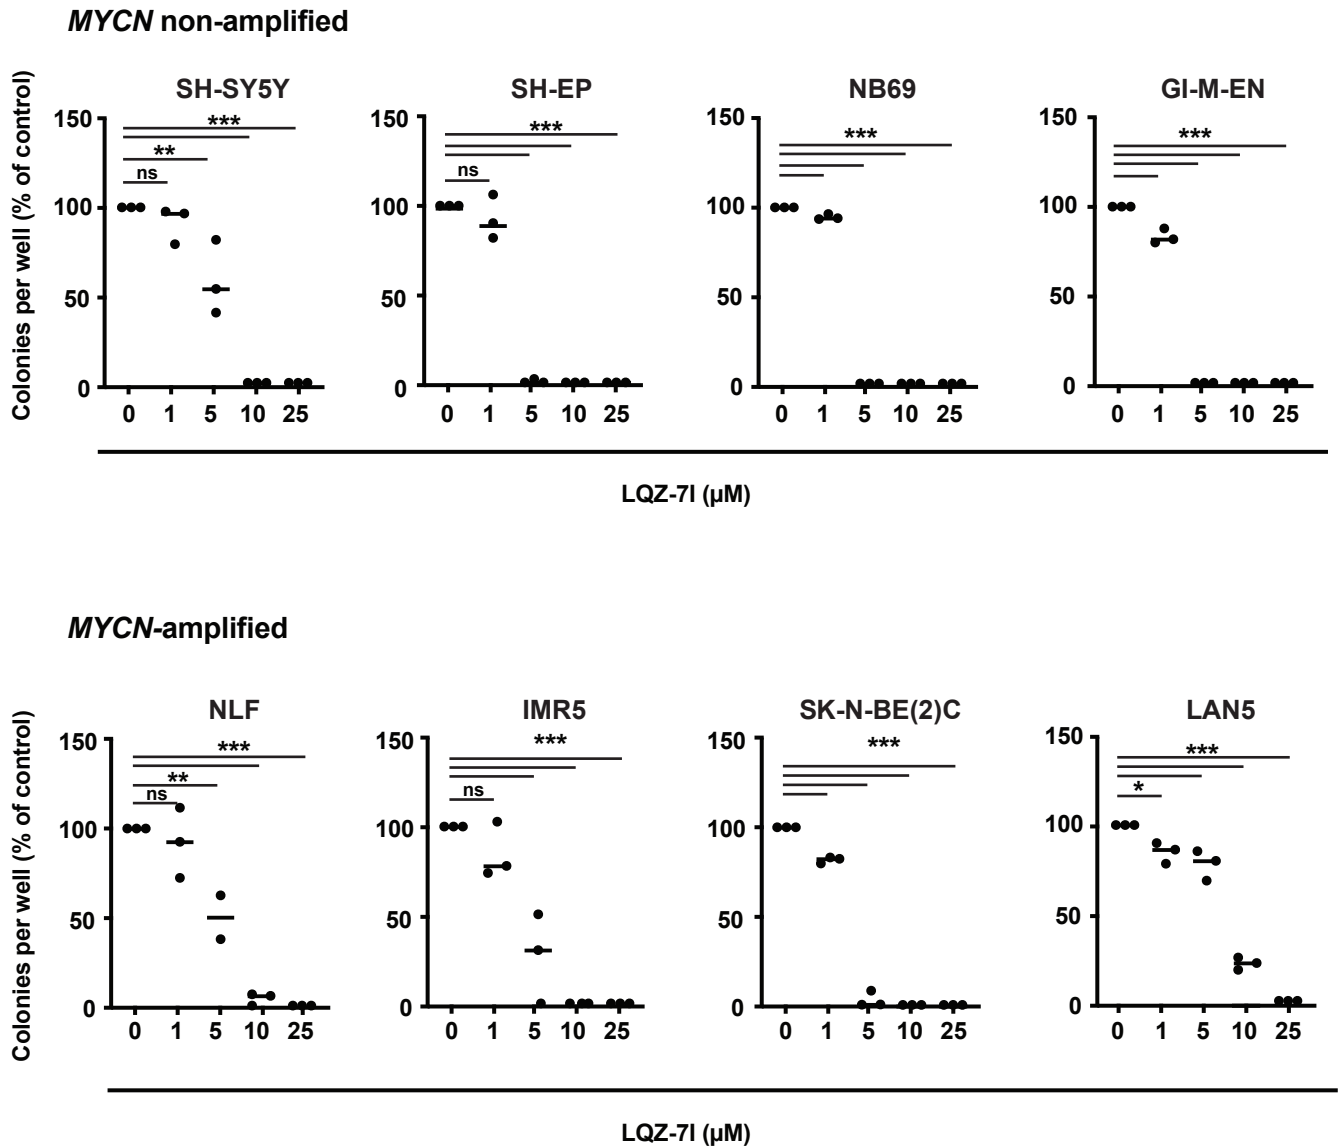 MYCN non-amplified
SH-SY5Y
SH-EP
NB69
GI-M-EN
Colonies per well (% of control)
150
100
50
0
***
**
ns
0 1 5 10 25
150
100
50
0
***
ns
0 1 5 10 25
150
100
50
0
***
0 1 5 10 25
150
100
50
0
***
0 1 5 10 25
LQZ-7I (µM)
MYCN-amplified
NLF
IMR5
SK-N-BE(2)C
LAN5
Colonies per well (% of control)
150
100
50
0
***
**
ns
0 1 5 10 25
150
100
50
0
***
ns
0 1 5 10 25
150
100
50
0
***
0 1 5 10 25
150
100
50
0
***
*
0 1 5 10 25
LQZ-7I (µM)